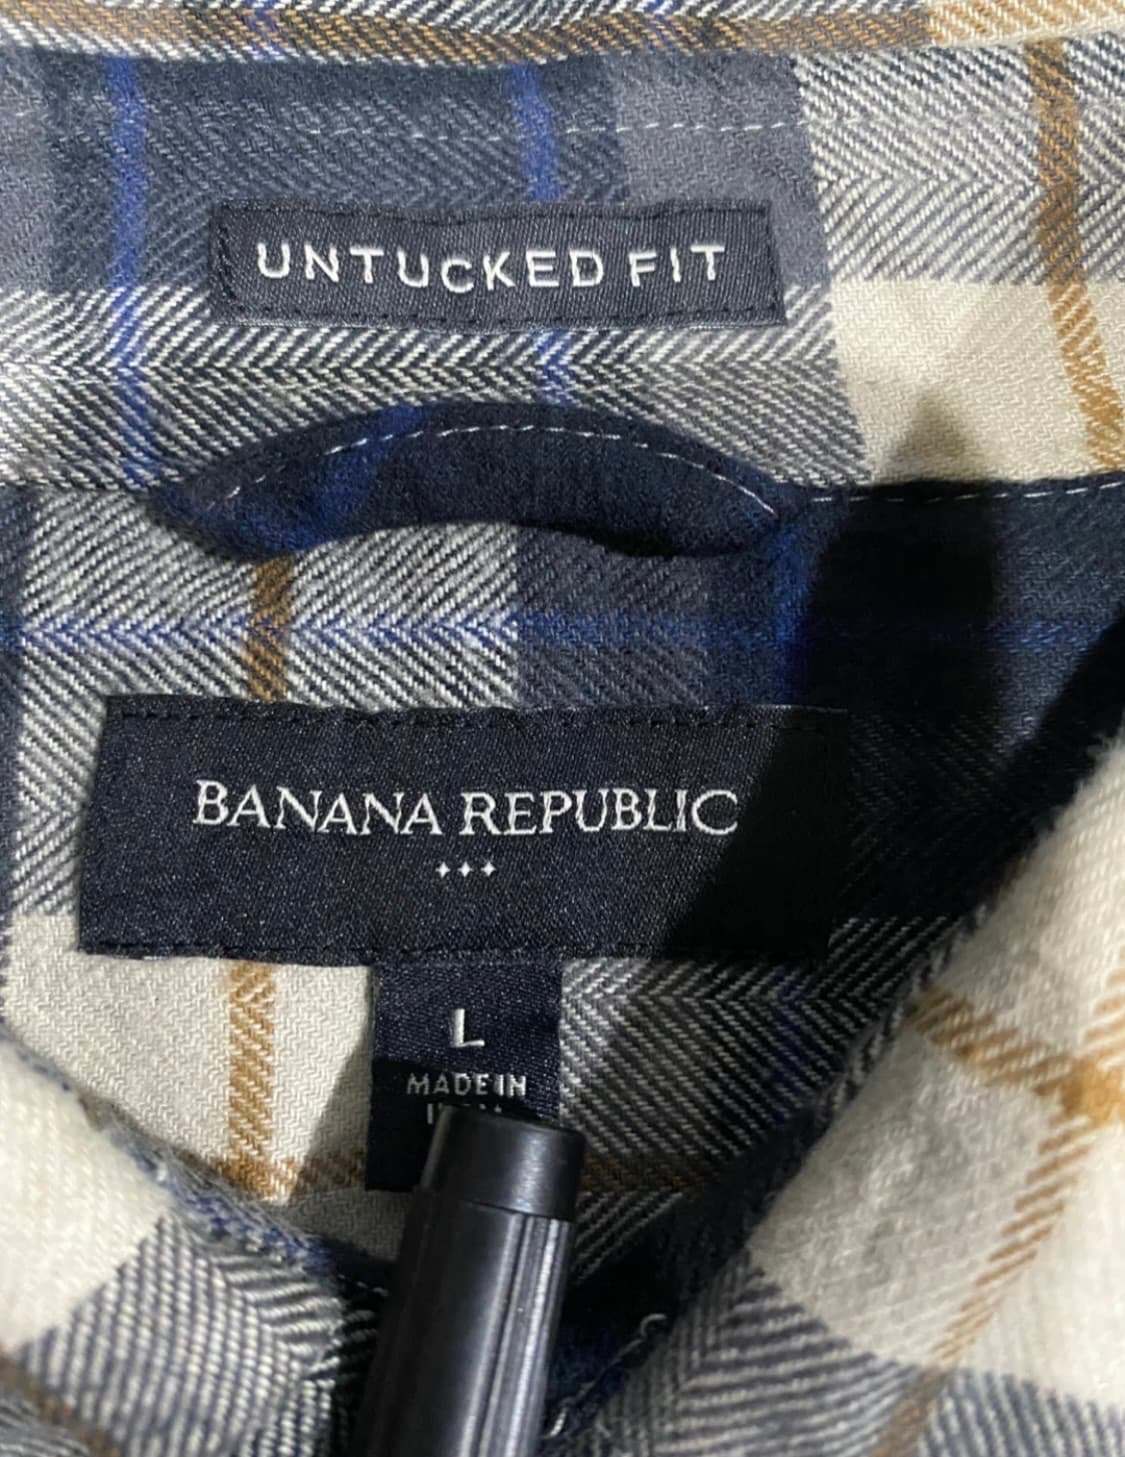 UNTUCKED FIT
BANANA REPUBLIC
L
MADE IN